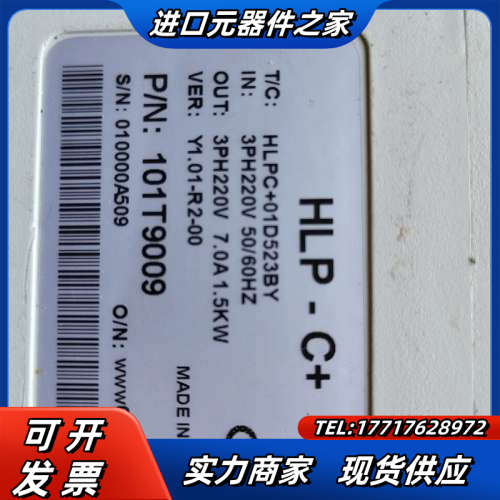 进口元器件之家
HLP - C+
T/C: HLPC+01D523BY
IN: 3PH220V 50/60HZ
OUT: 3PH220V 7.0A1.5KW
VER: Y1.01-R2-00
MADE IN
P/N: 101T9009
S/N: 010000A509
O/N: www
TEL:17717628972
可开
发票
实力商家 现货供应